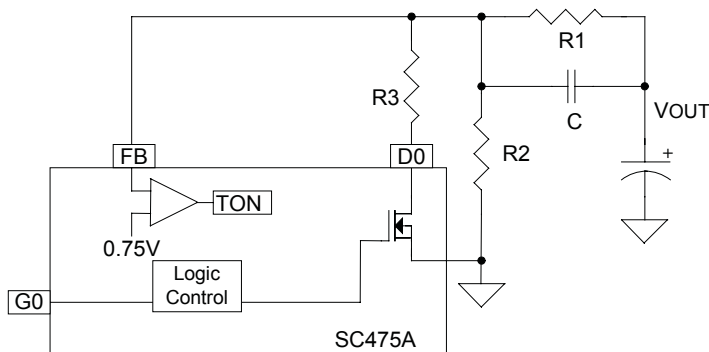 R1
R3
C
VOUT
R2
FB
D0
TON
0.75V
Logic
Control
G0
SC475A
+